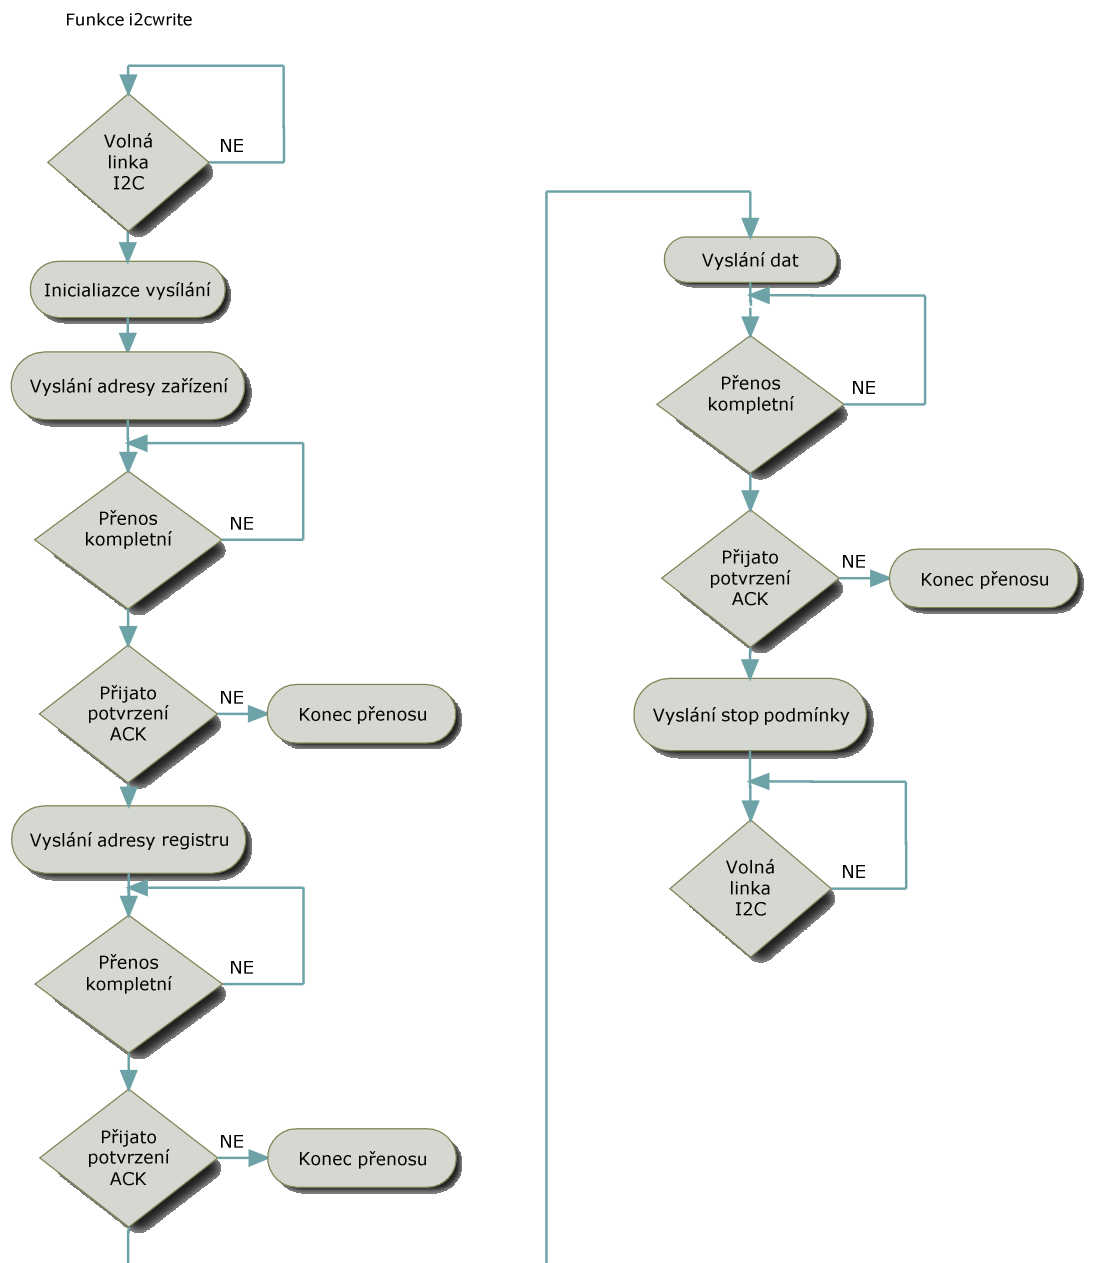 Funkce i2cwrite
Volná
linka
I2C
NE
Inicialiazce vysílání
Vyslání adresy zařízení
Přenos
kompletní
NE
Přijato
potvrzení
ACK
NE
Konec přenosu
Vyslání adresy registru
Přenos
kompletní
NE
Přijato
potvrzení
ACK
NE
Konec přenosu
Vyslání dat
Přenos
kompletní
NE
Přijato
potvrzení
ACK
NE
Konec přenosu
Vyslání stop podmínky
Volná
linka
I2C
NE